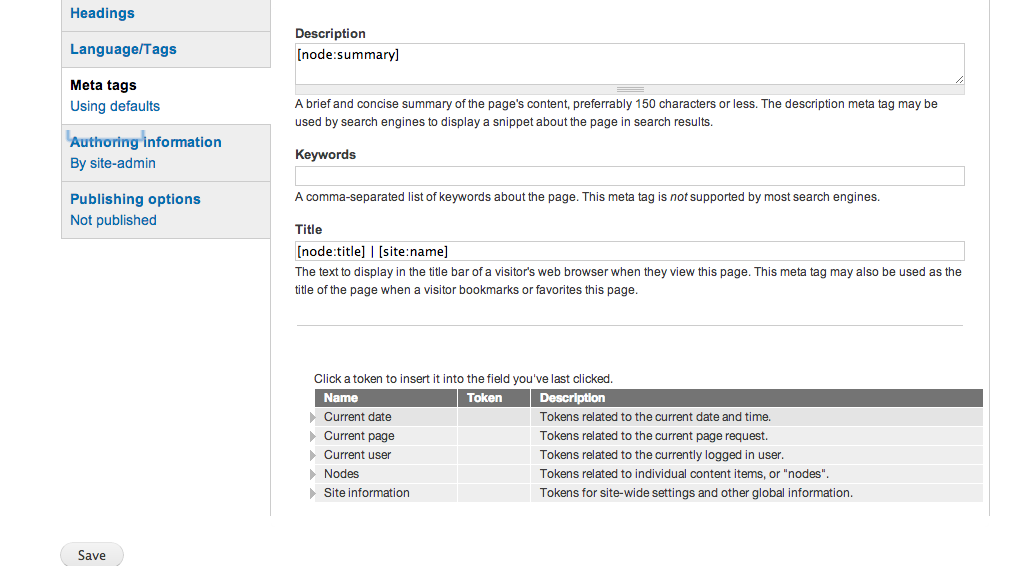 Headings
Language/Tags
Meta tags
Using defaults
Authoring information
By site-admin
Publishing options
Not published
Description
[node:summary]
A brief and concise summary of the page's content, preferrably 150 characters or less. The description meta tag may be
used by search engines to display a snippet about the page in search results.
Keywords
A comma-separated list of keywords about the page. This meta tag is not supported by most search engines.
Title
[node:title] | [site:name]
The text to display in the title bar of a visitor's web browser when they view this page. This meta tag may also be used as the
title of the page when a visitor bookmarks or favorites this page.
Click a token to insert it into the field you've last clicked.
Name Token Description
Current date Tokens related to the current date and time.
Current page Tokens related to the current page request.
Current user Tokens related to the currently logged in user.
Nodes Tokens related to individual content items, or "nodes".
Site information Tokens for site-wide settings and other global information.
Save